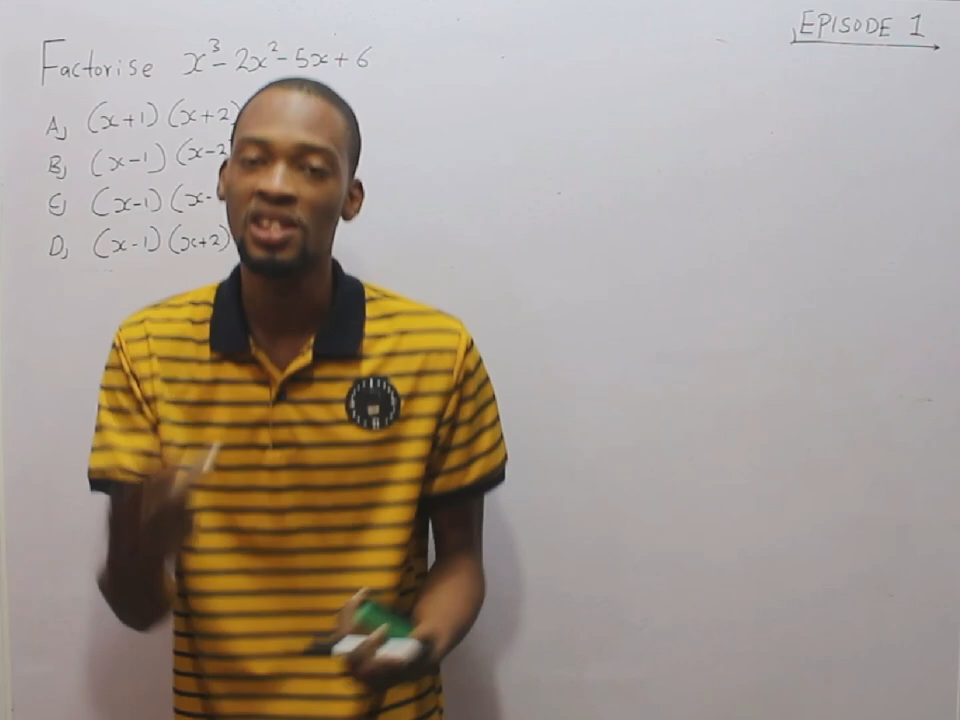 EPISODE 1
Factorise x³ - 2x² - 5x + 6
A, (x+1) (x+2)
B, (x-1) (x-2
C, (x-1) (x-
D, (x-1) (x+2)